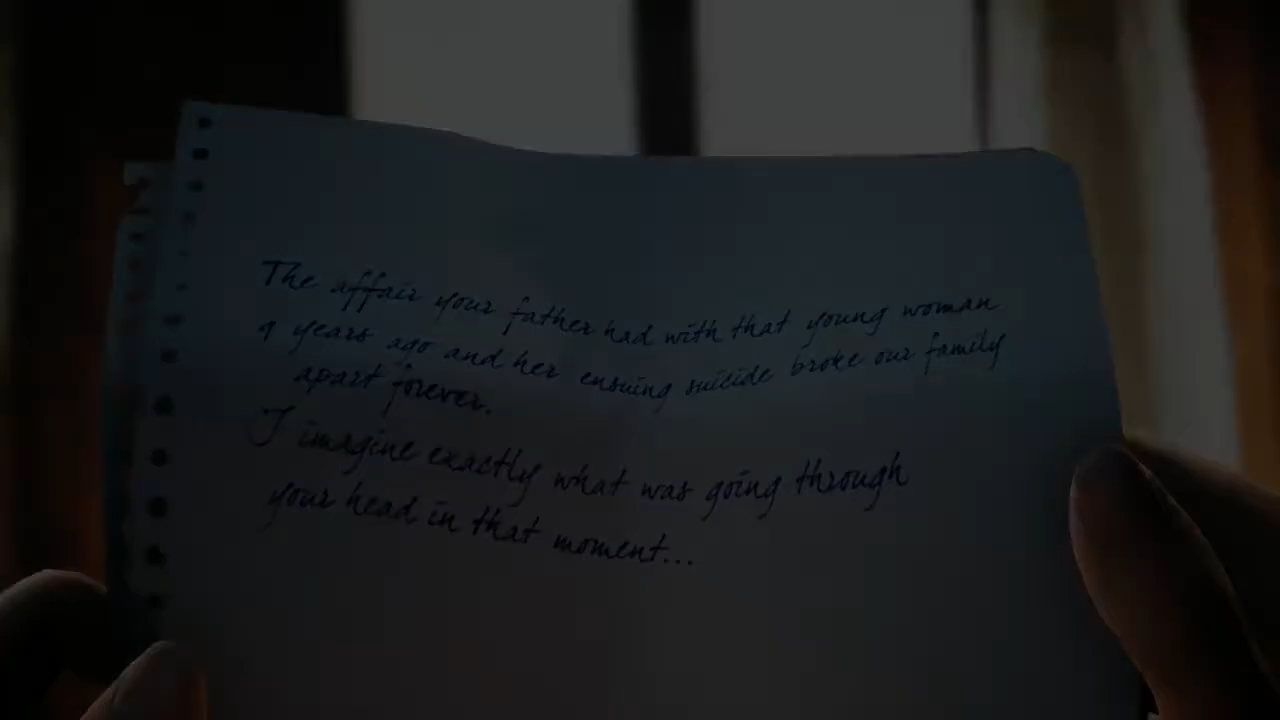 The affair your father had with that young woman
9 years ago and her ensuing suicide broke our family
apart forever.
I imagine exactly what was going through
your head in that moment...